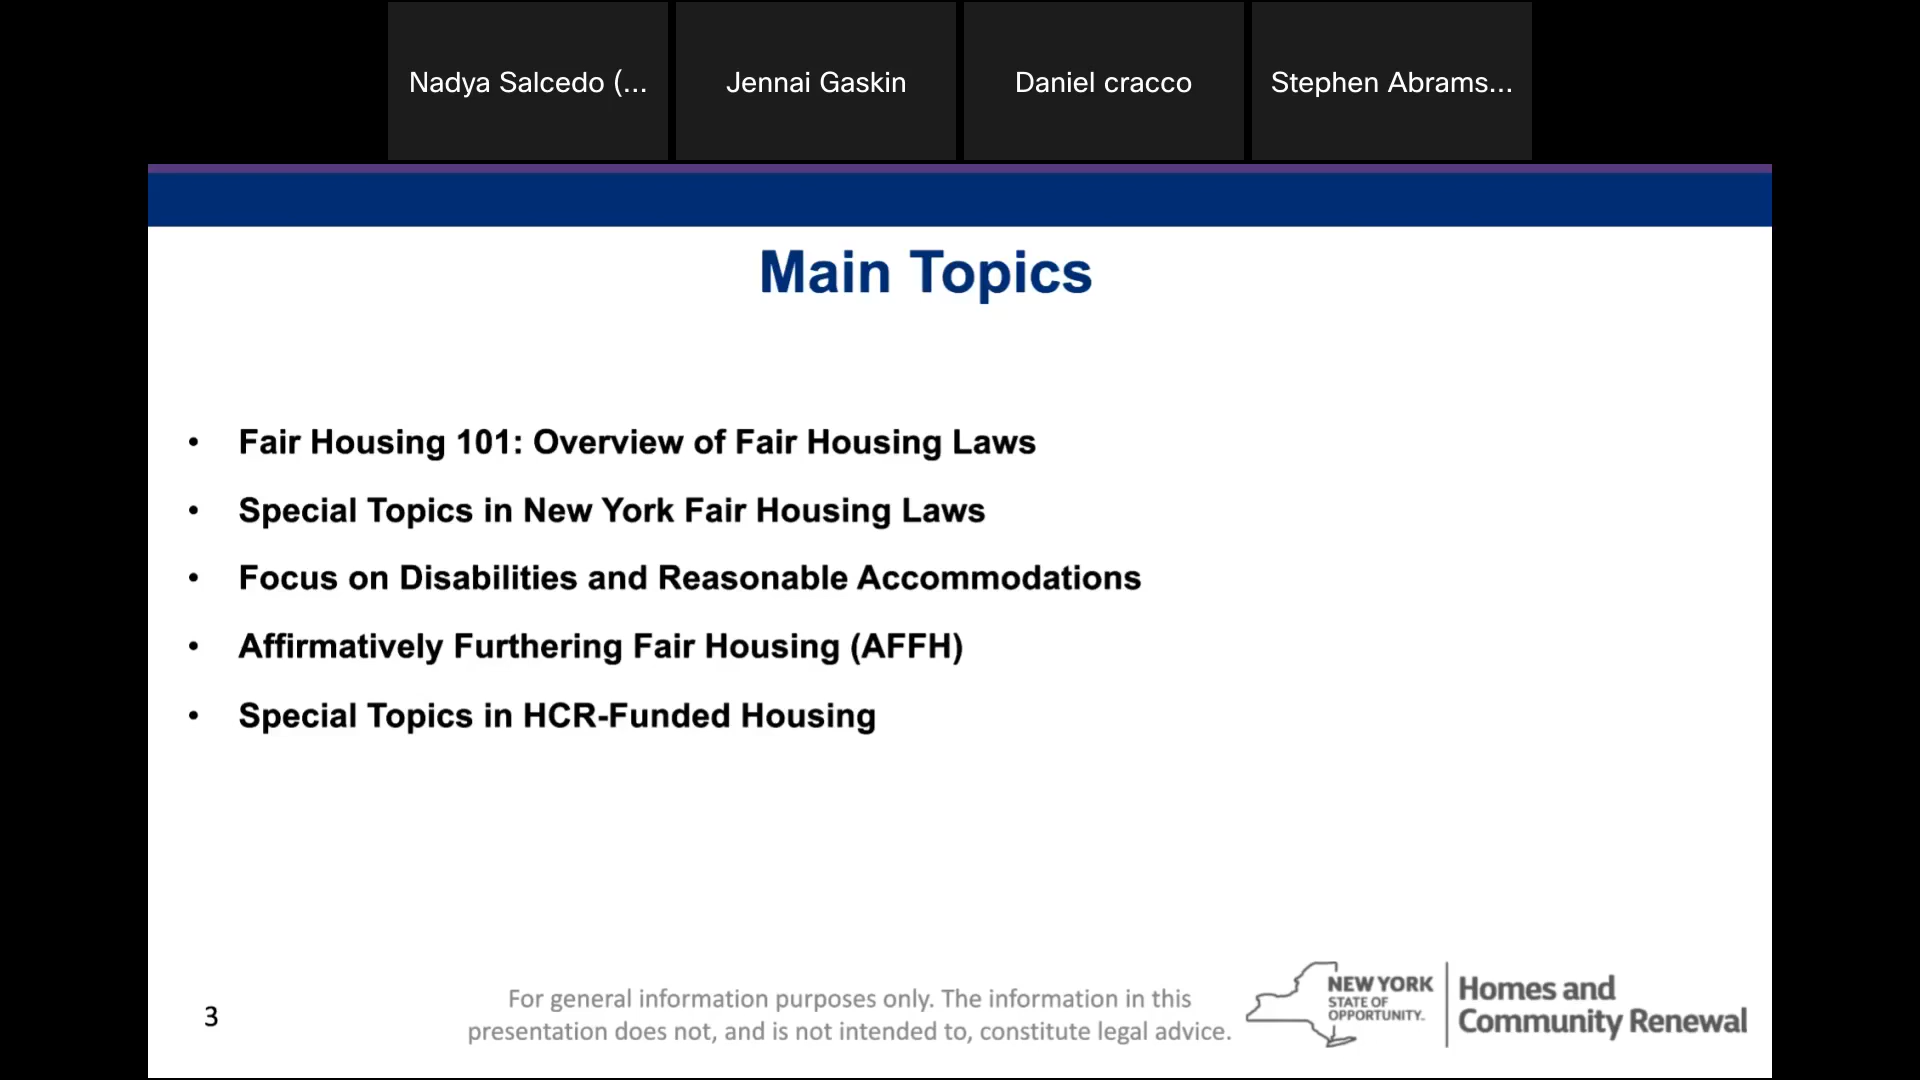 Nadya Salcedo (...
Jennai Gaskin
Daniel cracco
Stephen Abrams...
Main Topics
• Fair Housing 101: Overview of Fair Housing Laws
• Special Topics in New York Fair Housing Laws
• Focus on Disabilities and Reasonable Accommodations
• Affirmatively Furthering Fair Housing (AFFH)
• Special Topics in HCR-Funded Housing
3
For general information purposes only. The information in this
presentation does not, and is not intended to, constitute legal advice.
NEW YORK
STATE OF
OPPORTUNITY.
Homes and
Community Renewal